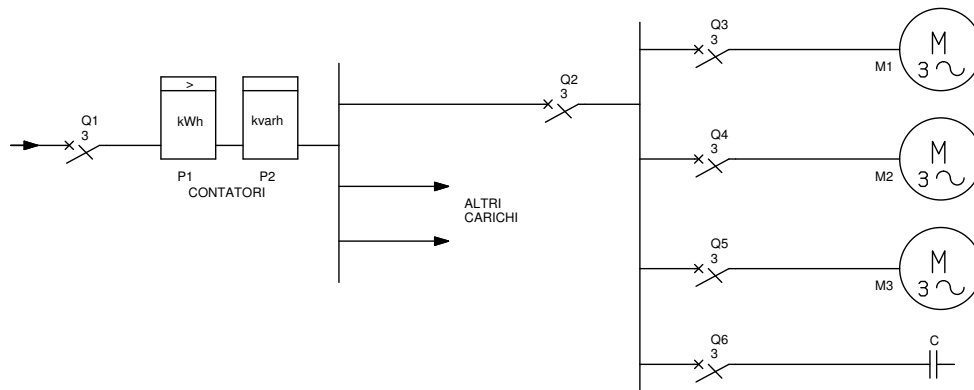 Q1
3
>
kWh
P1
kvarh
P2
CONTATORI
ALTRI
CARICHI
Q2
3
Q3
3
M1
M
3
Q4
3
M2
M
3
Q5
3
M3
M
3
Q6
3
C